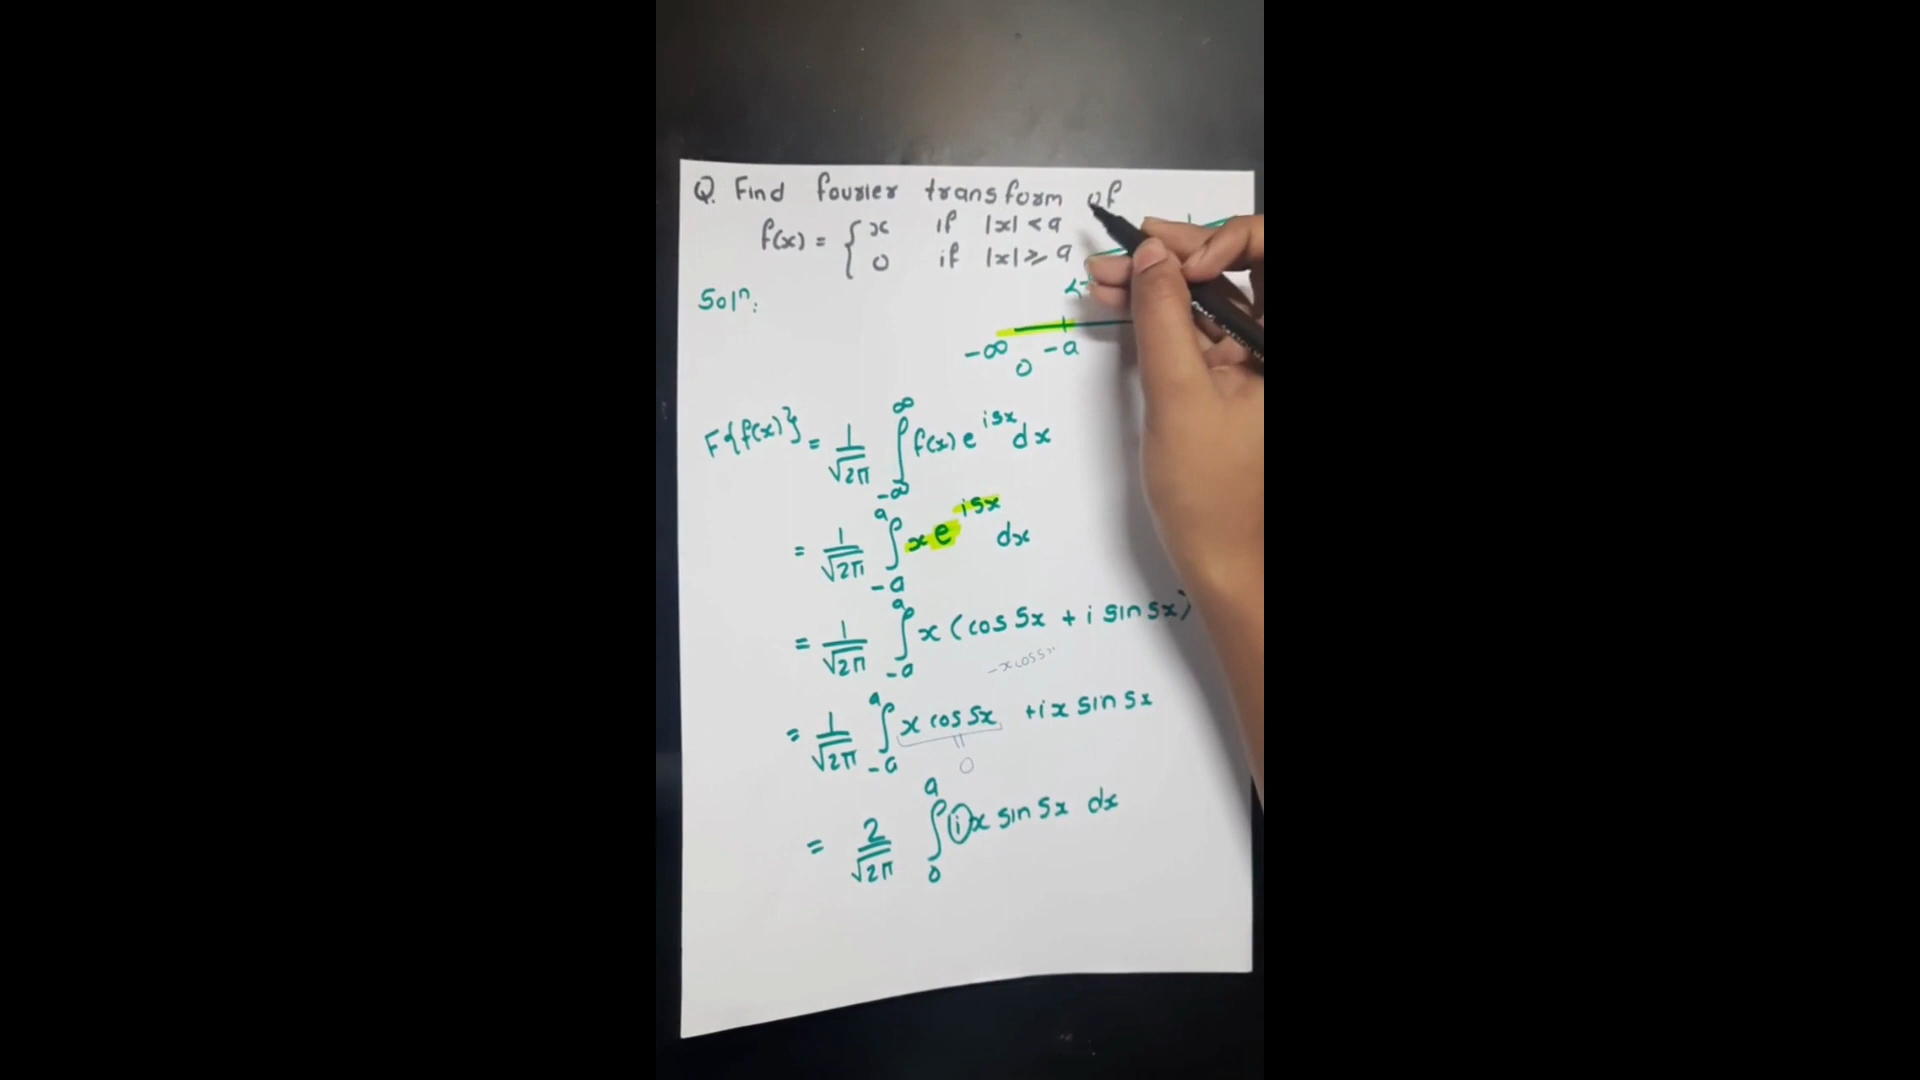 Q. Find fourier transform of
f(x) = { x if |x| < a
0 if |x| ≥ a
Solⁿ:
-∞ -a
0
F{f(x)} = 1/√2π ∫_{-∞}^{∞} f(x) e^{isx} dx
= 1/√2π ∫_{-a}^{a} x e^{isx} dx
= 1/√2π ∫_{-a}^{a} x (cos sx + i sin sx)
-x cos sx
= 1/√2π ∫_{-a}^{a} x cos sx + i x sin sx
||
0
= 2/√2π ∫_{0}^{a} i x sin sx dx